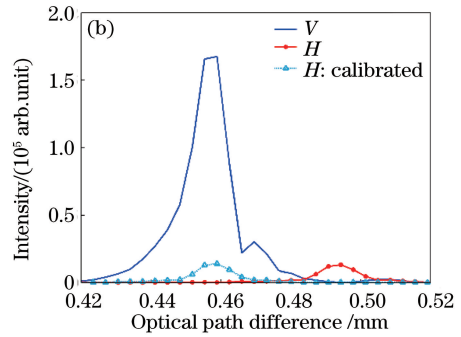 (b)
V
H
H: calibrated
2.0
1.5
1.0
0.5
0
Intensity/(10⁵ arb.unit)
0.42 0.44 0.46 0.48 0.50 0.52
Optical path difference /mm